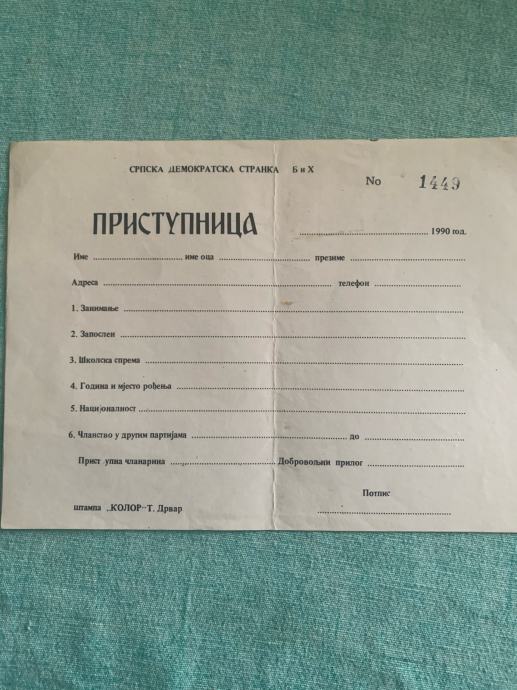 СРПСКА ДЕМОКРАТСКА СТРАНКА Б и Х
No 1449
ПРИСТУПНИЦА
1990 год.
Име ............ име оца ............ презиме ............
Адреса ............ телефон ............
1. Занимање ............
2. Запослен ............
3. Школска спрема ............
4. Година и мјесто рођења ............
5. Националност ............
6. Чланство у другим партијама ............ до ............
Прист упна чланарина ............ Добровољни прилог ............
Потпис
штампа „КОЛОР" Т. Дрвар